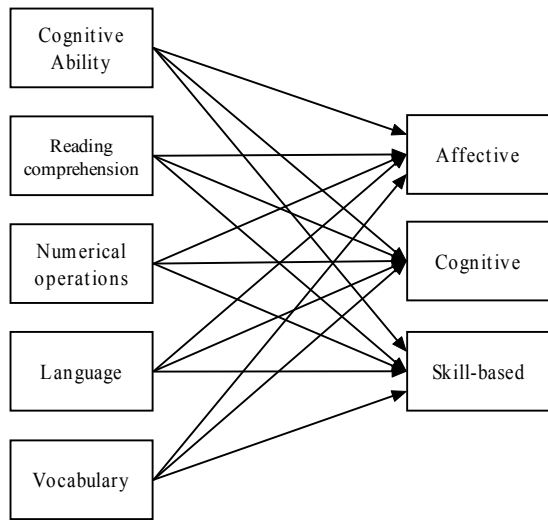 Cognitive
Ability
Reading
comprehension
Numerical
operations
Language
Vocabulary
Affective
Cognitive
Skill-based